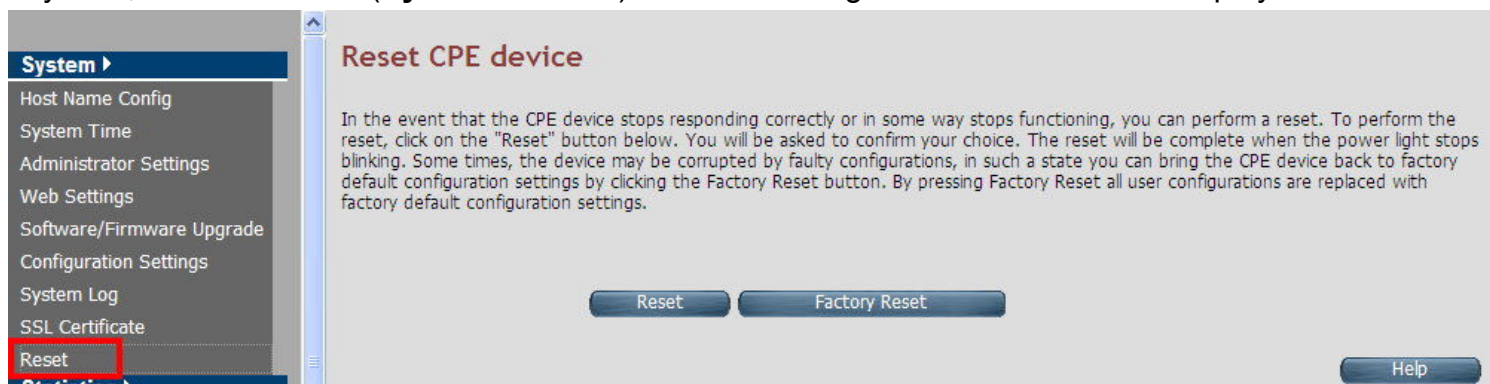 System ▶
Host Name Config
System Time
Administrator Settings
Web Settings
Software/Firmware Upgrade
Configuration Settings
System Log
SSL Certificate
Reset
Reset CPE device
In the event that the CPE device stops responding correctly or in some way stops functioning, you can perform a reset. To perform the
reset, click on the "Reset" button below. You will be asked to confirm your choice. The reset will be complete when the power light stops
blinking. Some times, the device may be corrupted by faulty configurations, in such a state you can bring the CPE device back to factory
default configuration settings by clicking the Factory Reset button. By pressing Factory Reset all user configurations are replaced with
factory default configuration settings.
Reset Factory Reset
Help